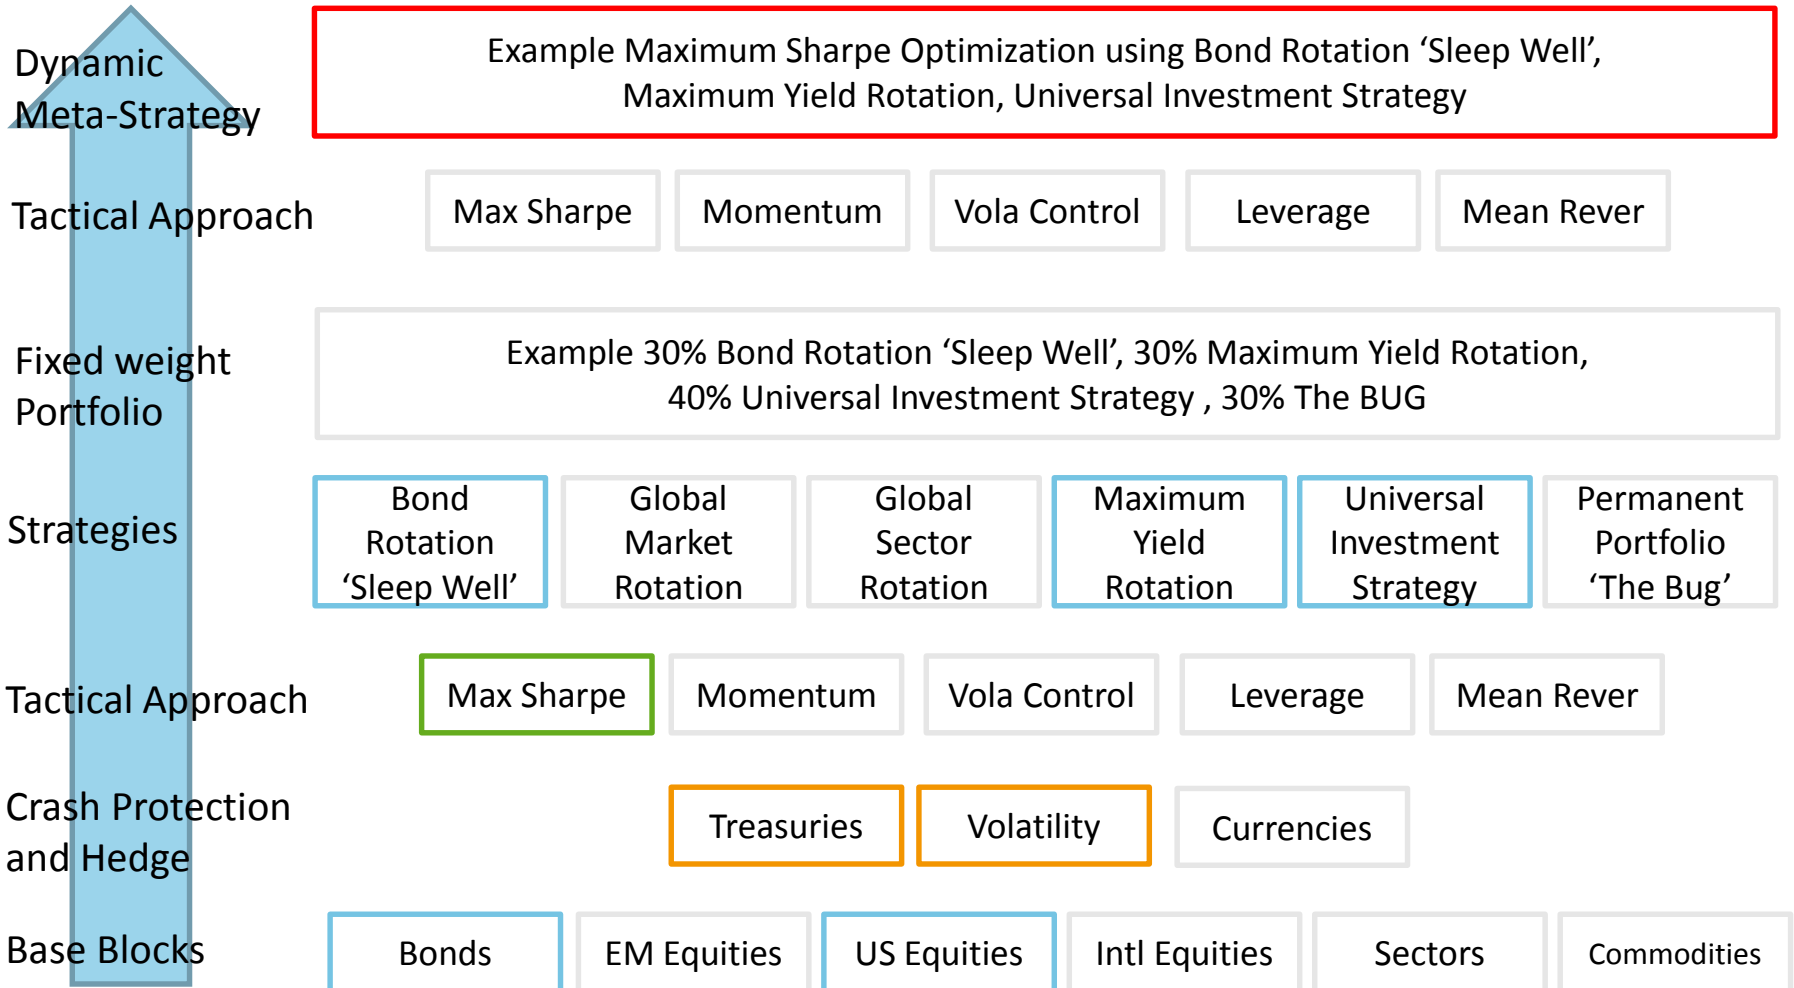 Dynamic
Meta-Strategy
Example Maximum Sharpe Optimization using Bond Rotation ‘Sleep Well’,
Maximum Yield Rotation, Universal Investment Strategy
Tactical Approach
Max Sharpe
Momentum
Vola Control
Leverage
Mean Rever
Fixed weight
Portfolio
Example 30% Bond Rotation ‘Sleep Well’, 30% Maximum Yield Rotation,
40% Universal Investment Strategy , 30% The BUG
Strategies
Bond
Rotation
‘Sleep Well’
Global
Market
Rotation
Global
Sector
Rotation
Maximum
Yield
Rotation
Universal
Investment
Strategy
Permanent
Portfolio
‘The Bug’
Tactical Approach
Max Sharpe
Momentum
Vola Control
Leverage
Mean Rever
Crash Protection
and Hedge
Treasuries
Volatility
Currencies
Base Blocks
Bonds
EM Equities
US Equities
Intl Equities
Sectors
Commodities